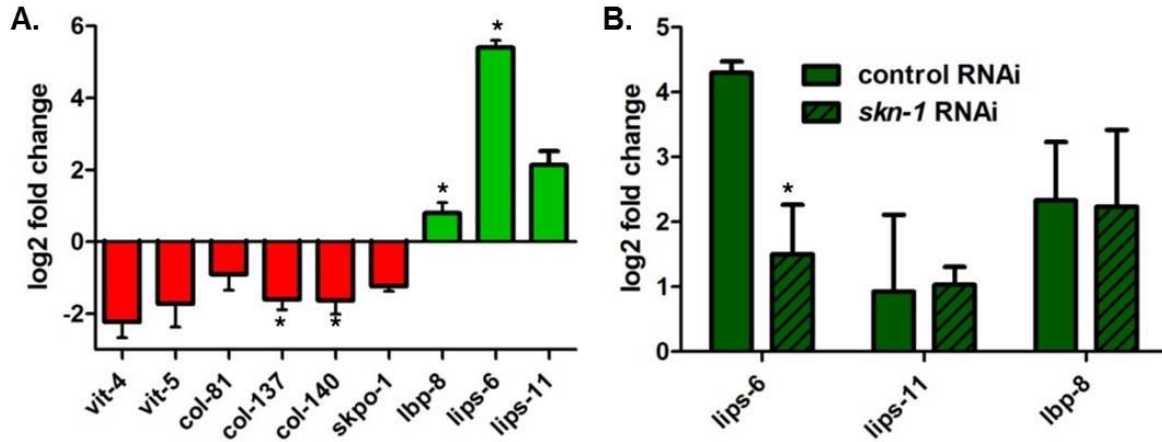 A.
log2 fold change
6
4
2
0
-2
*
*
*
*
vit-4
vit-5
col-81
col-137
col-140
skpo-1
lbp-8
lips-6
lips-11
B.
log2 fold change
5
4
3
2
1
0
control RNAi
skn-1 RNAi
*
lips-6
lips-11
lbp-8